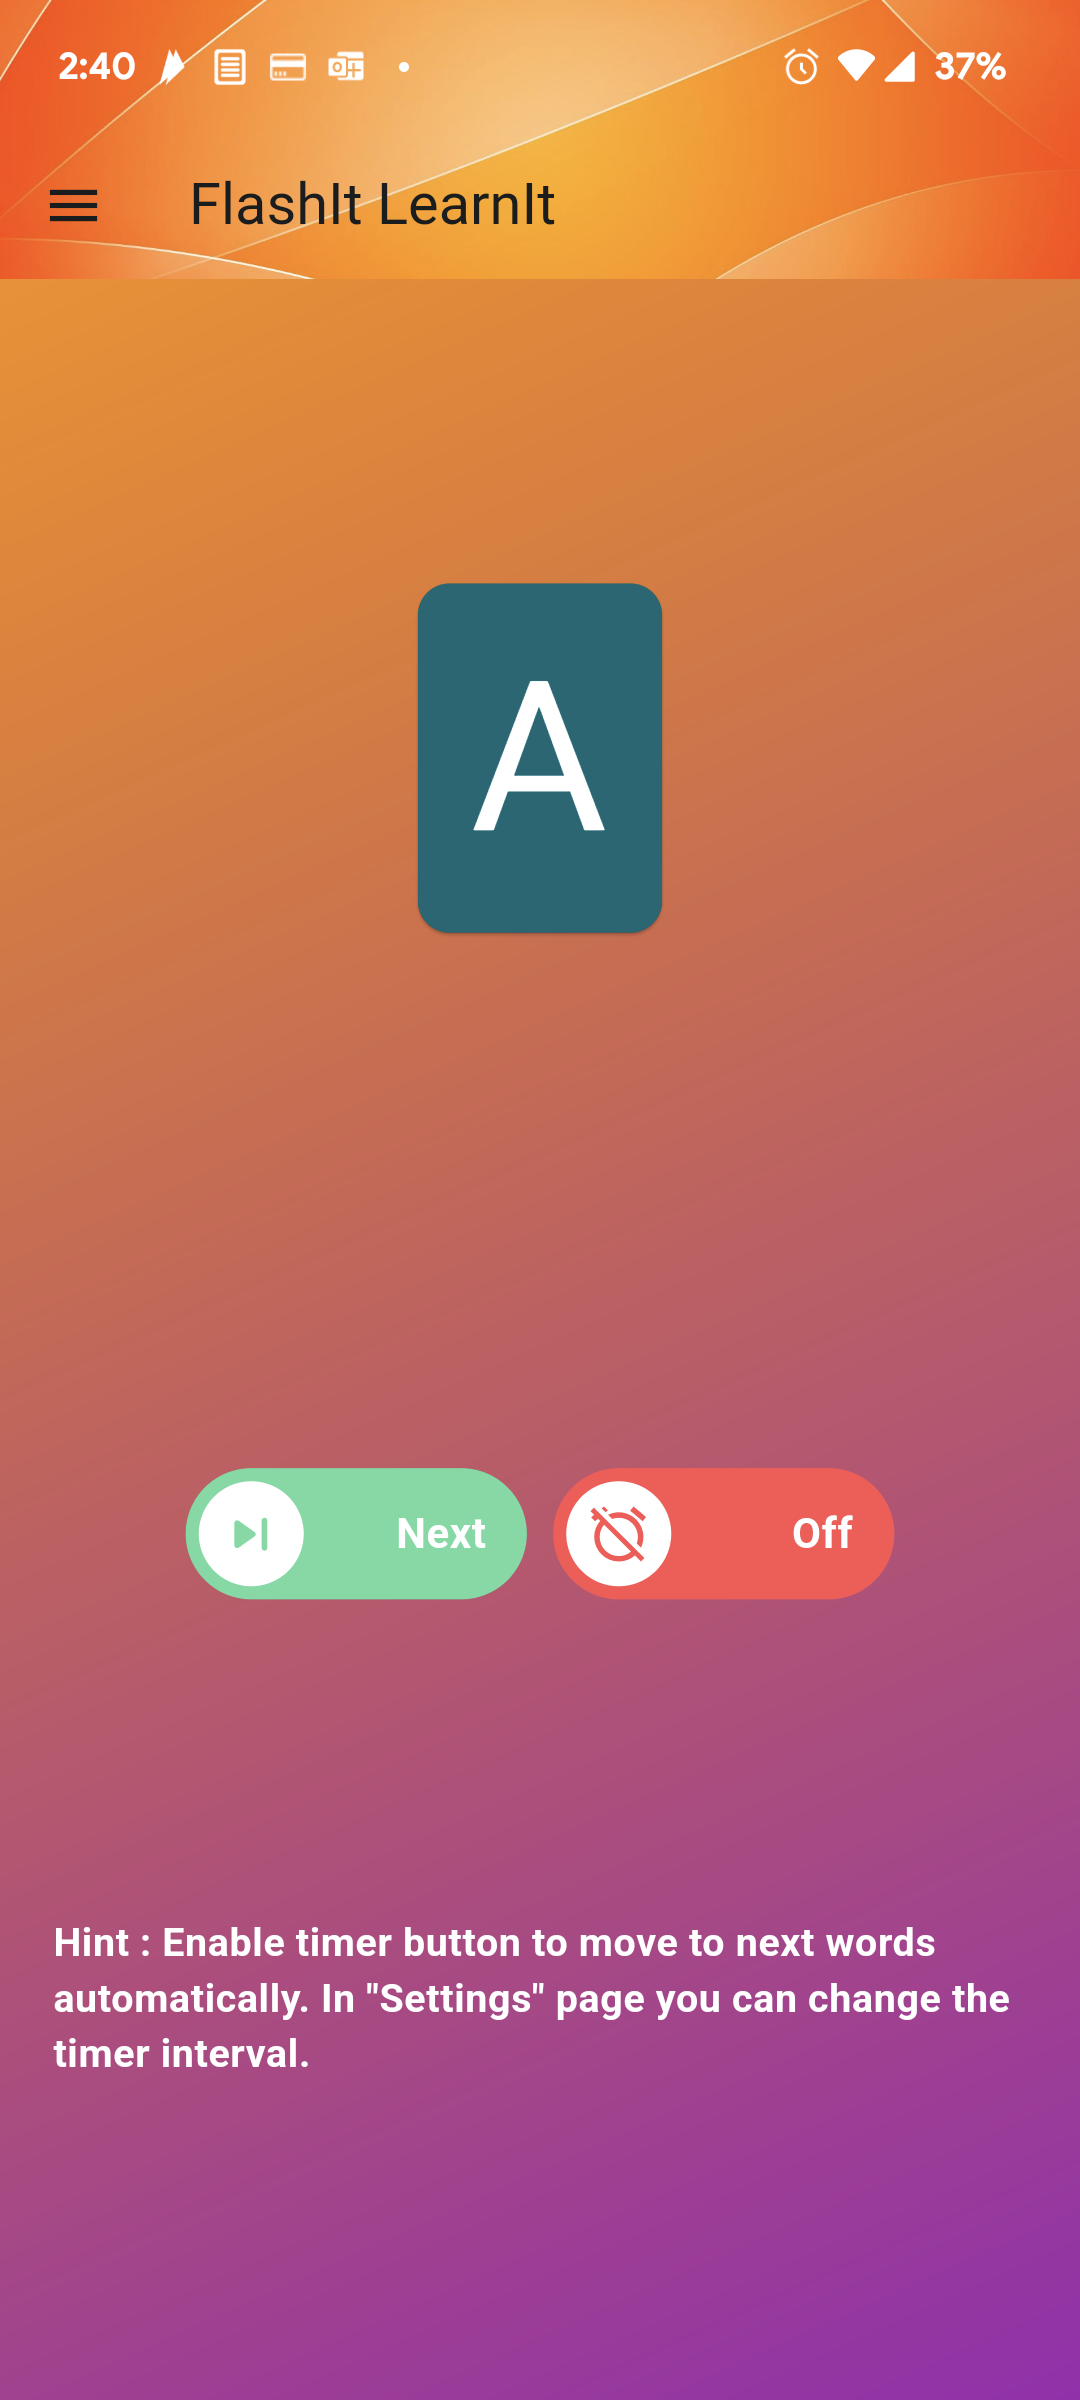 2:40
37%
FlashIt LearnIt
A
Next
Off
Hint : Enable timer button to move to next words
automatically. In "Settings" page you can change the
timer interval.